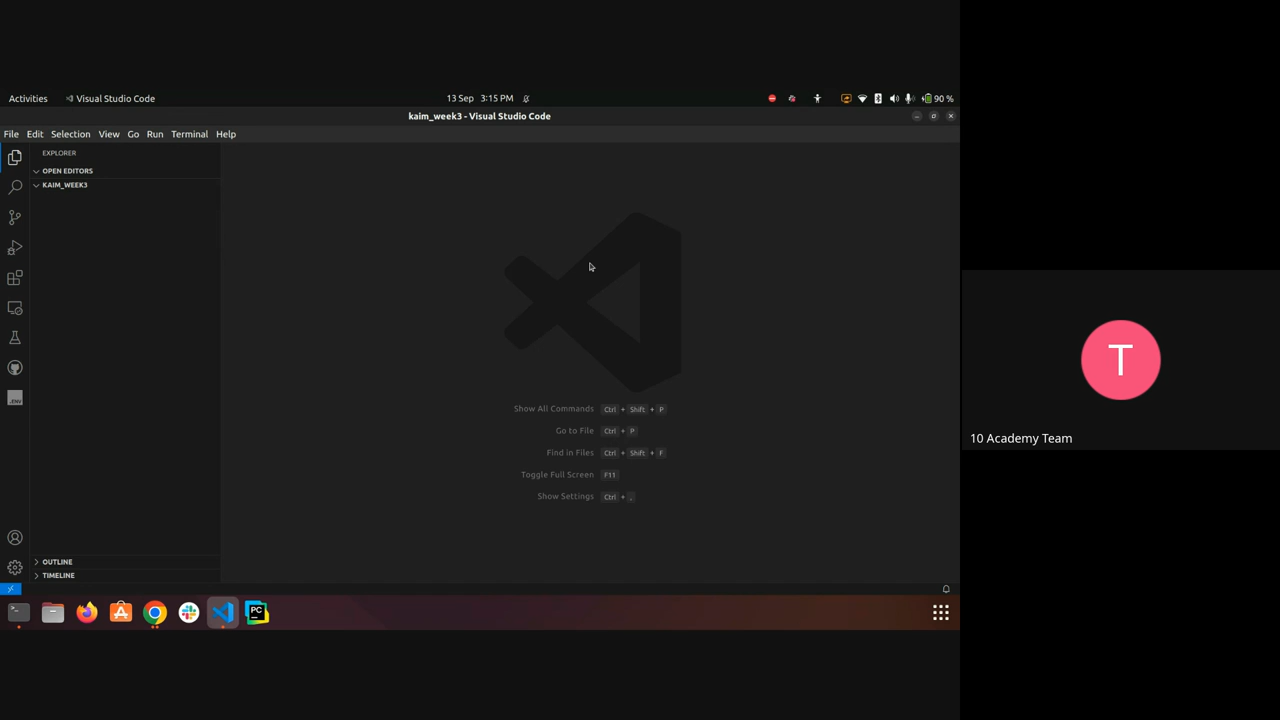 Activities
Visual Studio Code
13 Sep 3:15 PM
90 %
kaim_week3 - Visual Studio Code
File Edit Selection View Go Run Terminal Help
EXPLORER
OPEN EDITORS
KAIM_WEEK3
Show All Commands Ctrl + Shift + P
Go to File Ctrl + P
Find in Files Ctrl + Shift + F
Toggle Full Screen F11
Show Settings Ctrl + ,
.ENV
OUTLINE
TIMELINE
PC
T
10 Academy Team